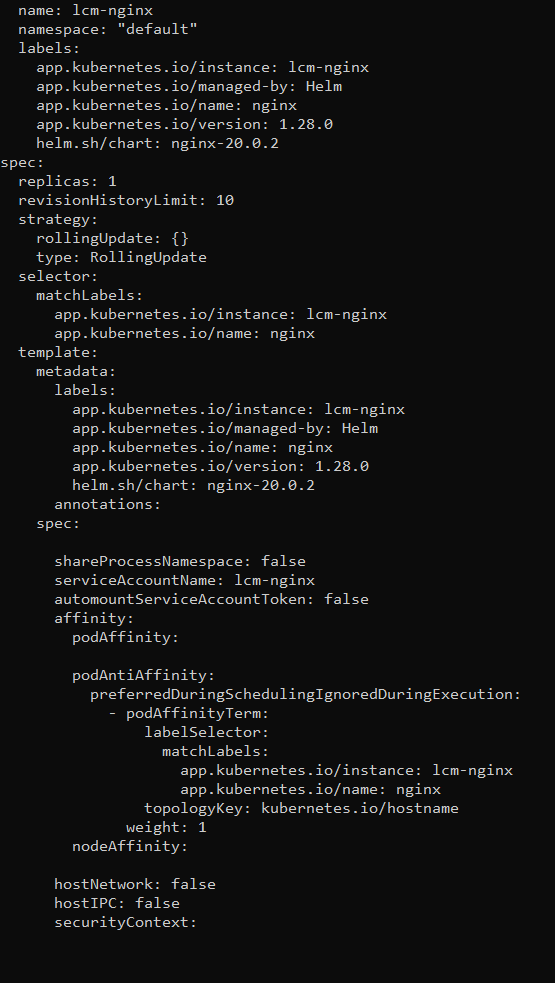 name: lcm-nginx
namespace: "default"
labels:
app.kubernetes.io/instance: lcm-nginx
app.kubernetes.io/managed-by: Helm
app.kubernetes.io/name: nginx
app.kubernetes.io/version: 1.28.0
helm.sh/chart: nginx-20.0.2
spec:
replicas: 1
revisionHistoryLimit: 10
strategy:
rollingUpdate: {}
type: RollingUpdate
selector:
matchLabels:
app.kubernetes.io/instance: lcm-nginx
app.kubernetes.io/name: nginx
template:
metadata:
labels:
app.kubernetes.io/instance: lcm-nginx
app.kubernetes.io/managed-by: Helm
app.kubernetes.io/name: nginx
app.kubernetes.io/version: 1.28.0
helm.sh/chart: nginx-20.0.2
annotations:
spec:
shareProcessNamespace: false
serviceAccountName: lcm-nginx
automountServiceAccountToken: false
affinity:
podAffinity:
podAntiAffinity:
preferredDuringSchedulingIgnoredDuringExecution:
- podAffinityTerm:
labelSelector:
matchLabels:
app.kubernetes.io/instance: lcm-nginx
app.kubernetes.io/name: nginx
topologyKey: kubernetes.io/hostname
weight: 1
nodeAffinity:
hostNetwork: false
hostIPC: false
securityContext: